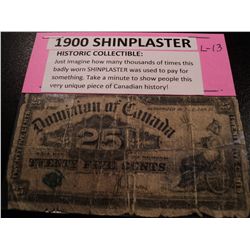 1900 SHINPLASTER
L-13
HISTORIC COLLECTIBLE:
Just imagine how many thousands of times this
badly worn SHINPLASTER was used to pay for
something. Take a minute to show people this
very unique piece of Canadian history!
Dominion of Canada
25
TWENTY FIVE CENTS